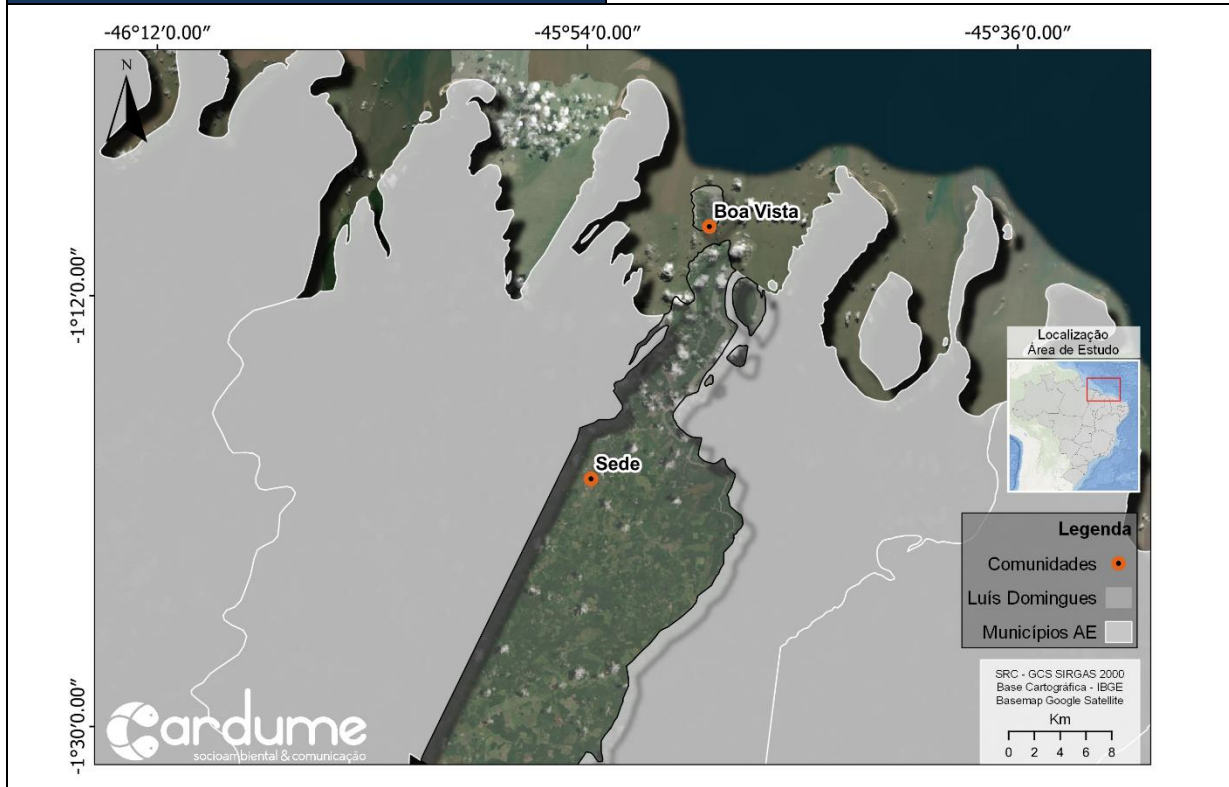 -46°12'0.00″
-45°54'0.00″
-45°36'0.00″
N
Boa Vista
-1°12'0.00″
Localização
Área de Estudo
Sede
Legenda
Comunidades
Luís Domingues
Municípios AE
SRC - GCS SIRGAS 2000
Base Cartográfica - IBGE
Basemap Google Satellite
Km
0 2 4 6 8
-1°30'0.00″
Cardume
socioambiental & comunicação